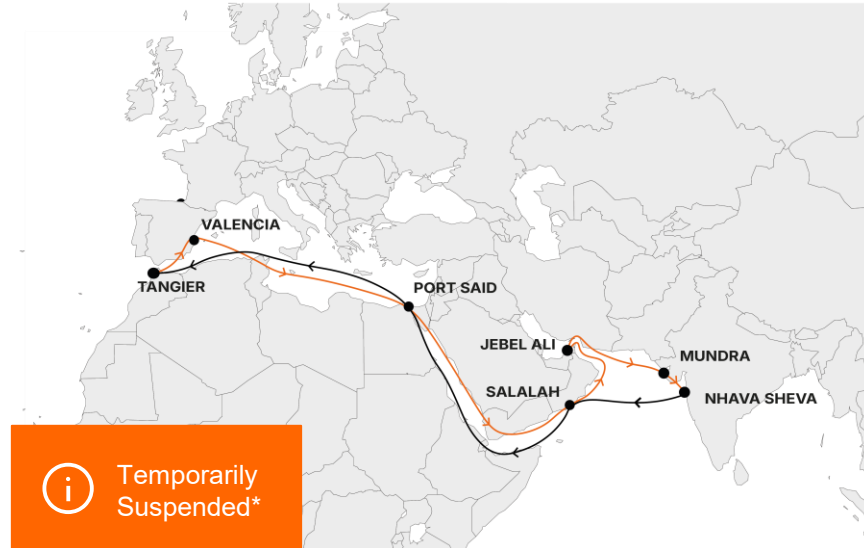 VALENCIA
TANGIER
PORT SAID
JEBEL ALI
MUNDRA
SALALAH
NHAVA SHEVA
Temporarily
Suspended*